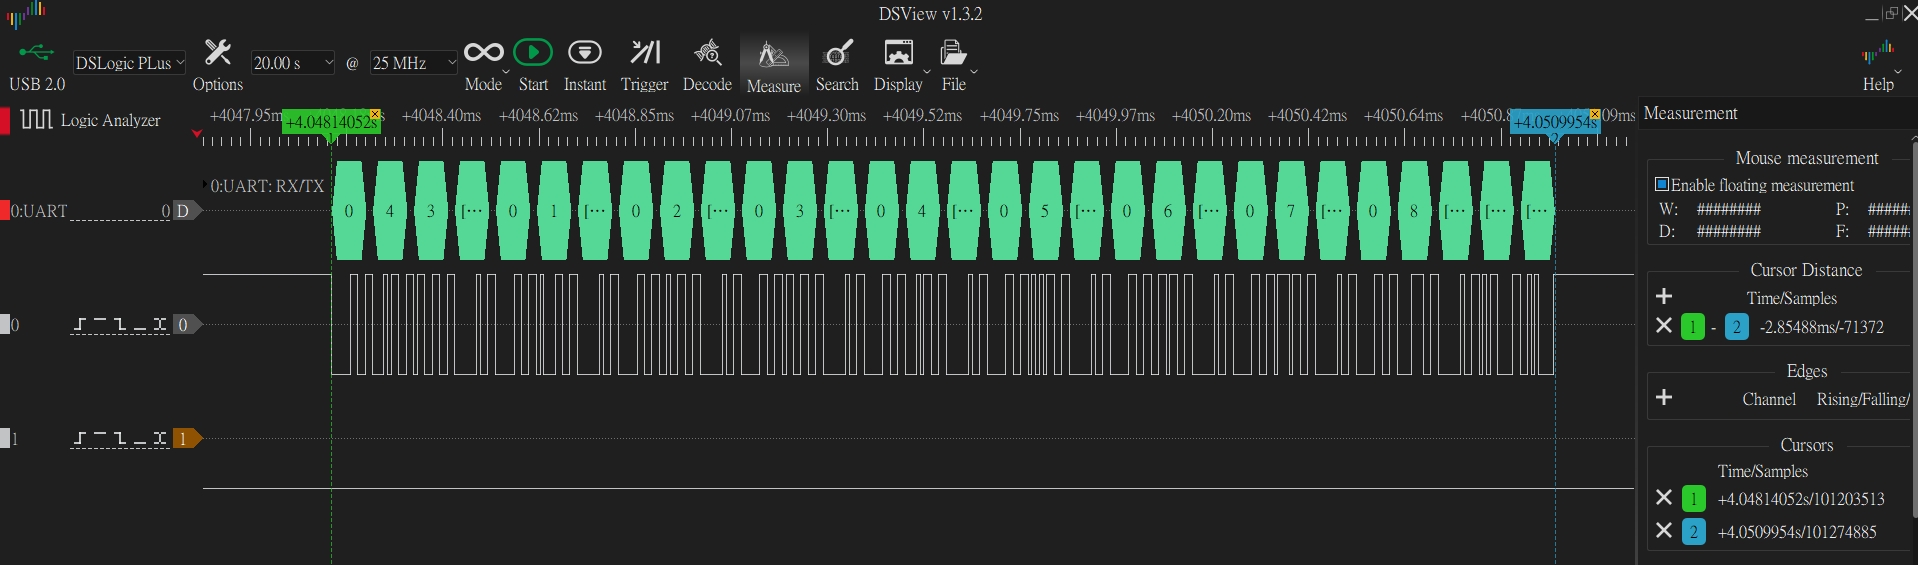 DSView v1.3.2
USB 2.0
DSLogic PLus
Options
20.00 s
@
25 MHz
Mode
Start
Instant
Trigger
Decode
Measure
Search
Display
File
Help
Logic Analyzer
+4047.95m
+4.04814052s
+4048.40ms
+4048.62ms
+4048.85ms
+4049.07ms
+4049.30ms
+4049.52ms
+4049.75ms
+4049.97ms
+4050.20ms
+4050.42ms
+4050.64ms
+4050.8
+4.0509954s
09ms
0:UART: RX/TX
0:UART 0 D
0 4 3 [… 0 1 [… 0 2 [… 0 3 [… 0 4 [… 0 5 [… 0 6 [… 0 7 [… 0 8 [… [… […
0 0
1 1
Measurement
Mouse measurement
Enable floating measurement
W: ######## P: #####
D: ######## F: #####
Cursor Distance
Time/Samples
1 - 2 -2.85488ms/-71372
Edges
Channel Rising/Falling/
Cursors
Time/Samples
1 +4.04814052s/101203513
2 +4.0509954s/101274885